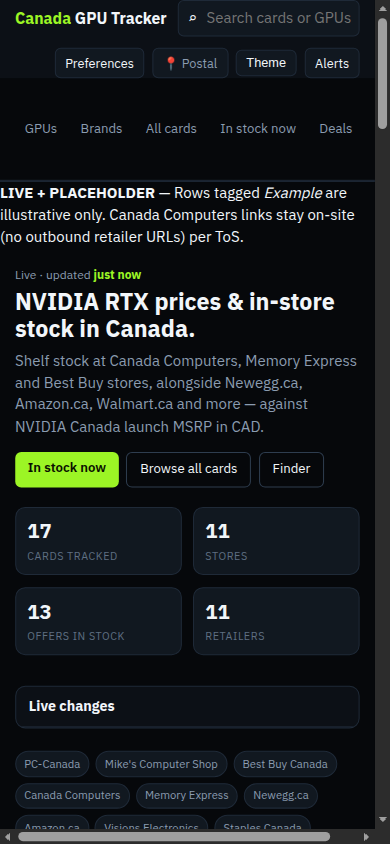 Canada GPU Tracker
Search cards or GPUs
Preferences
Postal
Theme
Alerts
GPUs Brands All cards In stock now Deals
LIVE + PLACEHOLDER — Rows tagged Example are
illustrative only. Canada Computers links stay on-site
(no outbound retailer URLs) per ToS.
Live · updated just now
NVIDIA RTX prices & in-store
stock in Canada.
Shelf stock at Canada Computers, Memory Express
and Best Buy stores, alongside Newegg.ca,
Amazon.ca, Walmart.ca and more — against
NVIDIA Canada launch MSRP in CAD.
In stock now
Browse all cards
Finder
17
CARDS TRACKED
11
STORES
13
OFFERS IN STOCK
11
RETAILERS
Live changes
PC-Canada
Mike's Computer Shop
Best Buy Canada
Canada Computers
Memory Express
Newegg.ca
Amazon.ca
Visions Electronics
Staples Canada